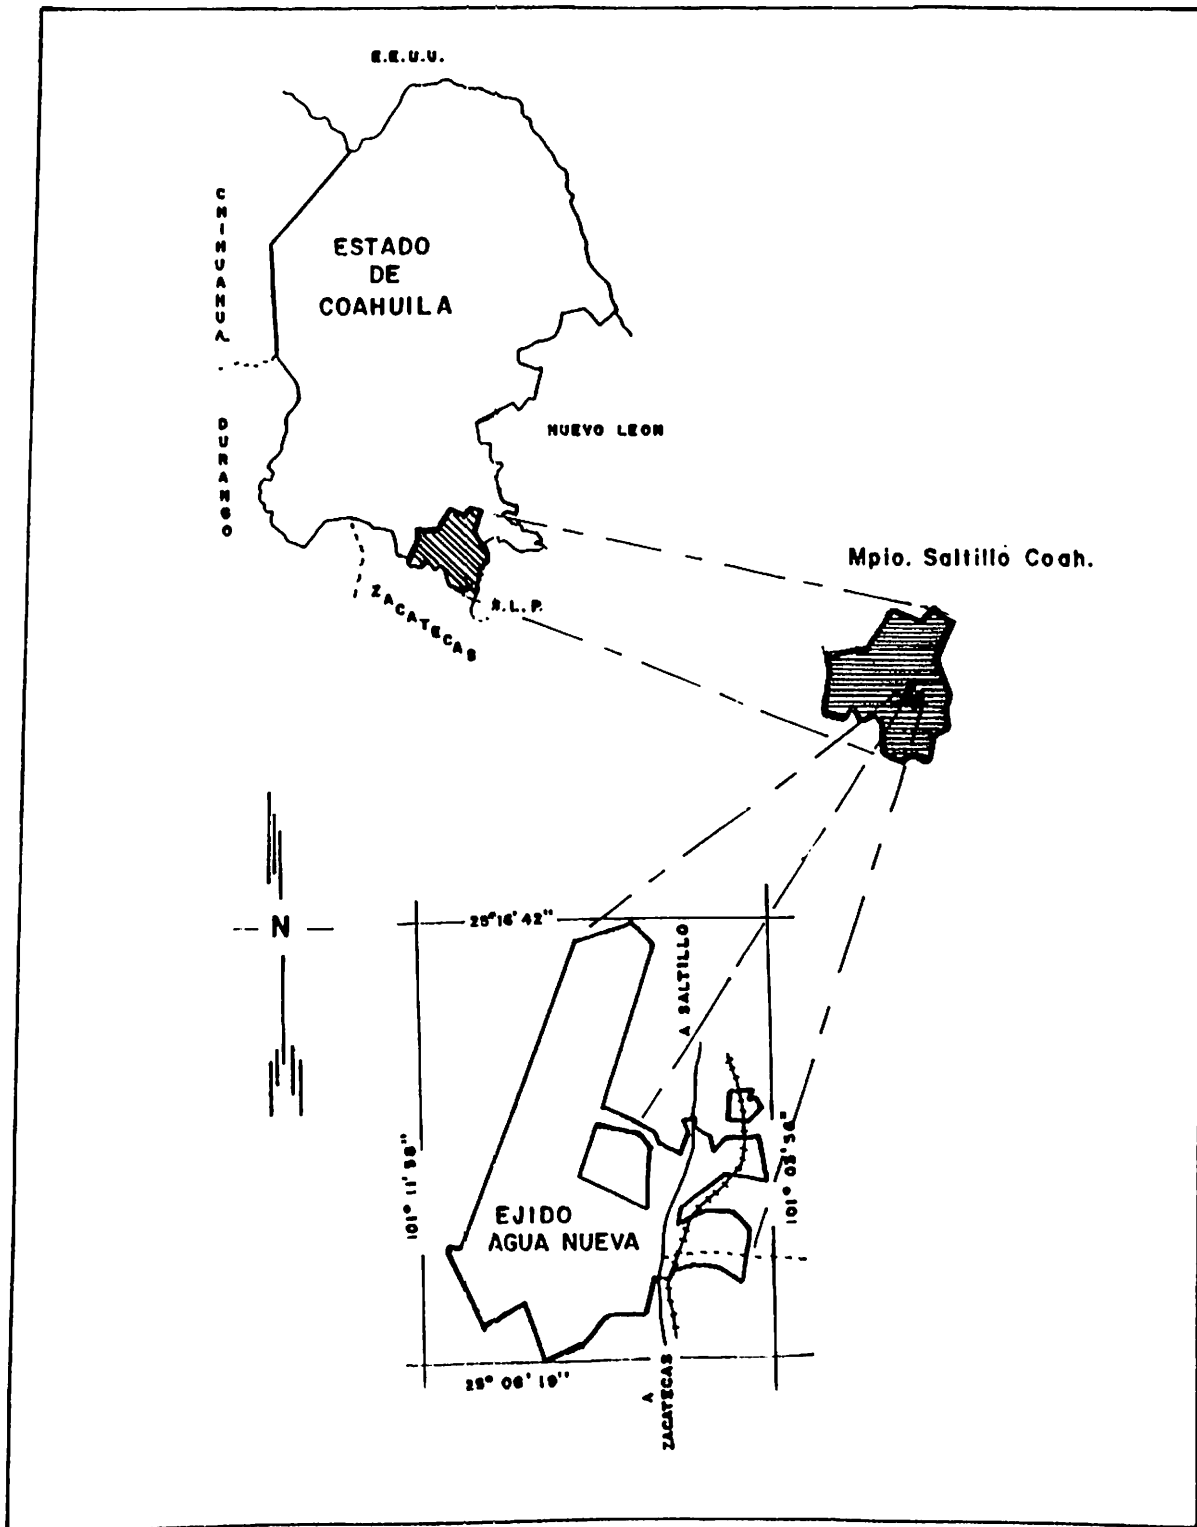 E.E.U.U.
CHIHUAHUA
ESTADO
DE
COAHUILA
DURANGO
NUEVO LEON
Mpio. Saltillo Coah.
ZACATECAS
S.L.P.
N
25°16'42"
A SALTILLO
101° 11' 58"
101° 05' 56"
EJIDO
AGUA NUEVA
25° 06' 19"
A
ZACATECAS